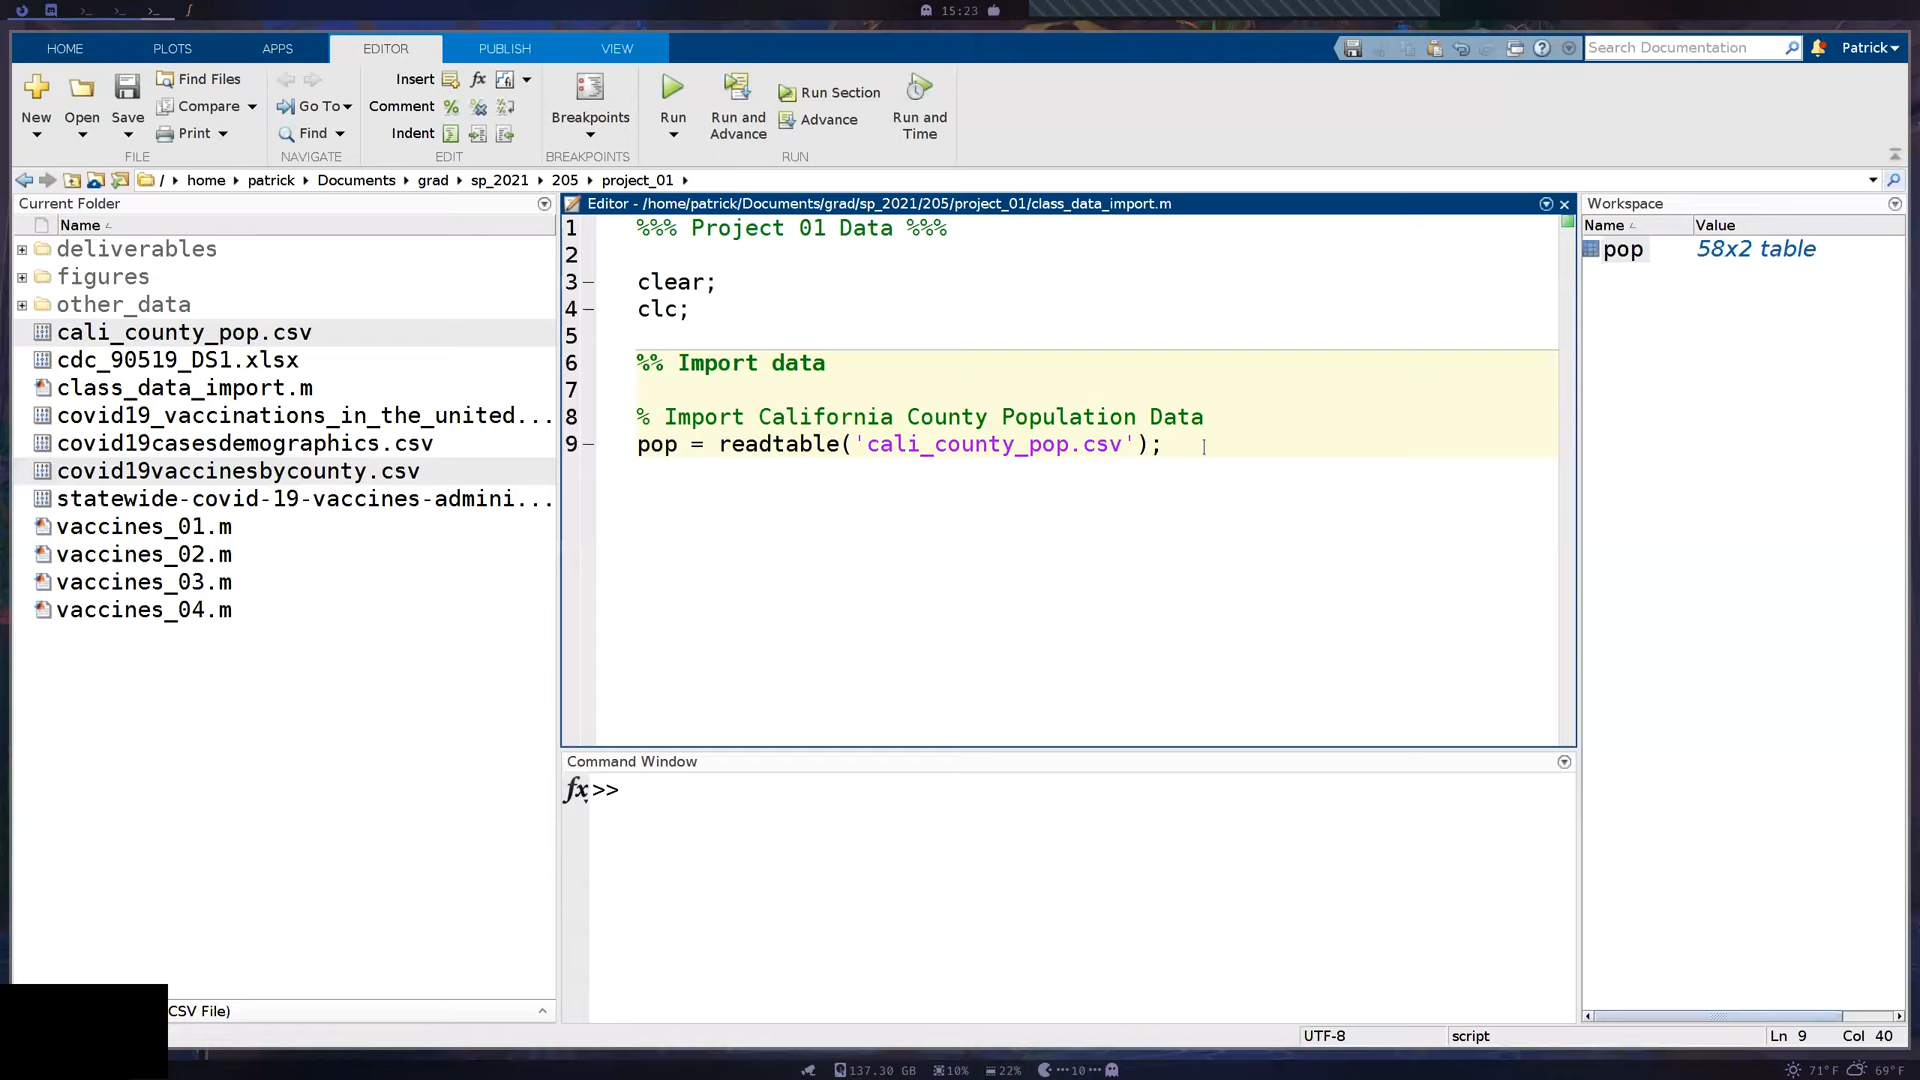 15:23
HOME PLOTS APPS EDITOR PUBLISH VIEW
Search Documentation
Patrick
New Open Save
Find Files
Compare
Print
FILE
Go To
Find
NAVIGATE
Insert fx
Comment
Indent
EDIT
Breakpoints
BREAKPOINTS
Run
Run and Advance
Run Section
Advance
Run and Time
RUN
/ home patrick Documents grad sp_2021 205 project_01
Current Folder
Name
deliverables
figures
other_data
cali_county_pop.csv
cdc_90519_DS1.xlsx
class_data_import.m
covid19_vaccinations_in_the_united...
covid19casesdemographics.csv
covid19vaccinesbycounty.csv
statewide-covid-19-vaccines-admini...
vaccines_01.m
vaccines_02.m
vaccines_03.m
vaccines_04.m
CSV File)
Editor - /home/patrick/Documents/grad/sp_2021/205/project_01/class_data_import.m
1 %%% Project 01 Data %%%
2
3 clear;
4 clc;
5
6 %% Import data
7
8 % Import California County Population Data
9 pop = readtable('cali_county_pop.csv');
Command Window
fx >>
Workspace
Name Value
pop 58x2 table
UTF-8 script Ln 9 Col 40
137.30 GB 10% 22% 10 71°F 69°F